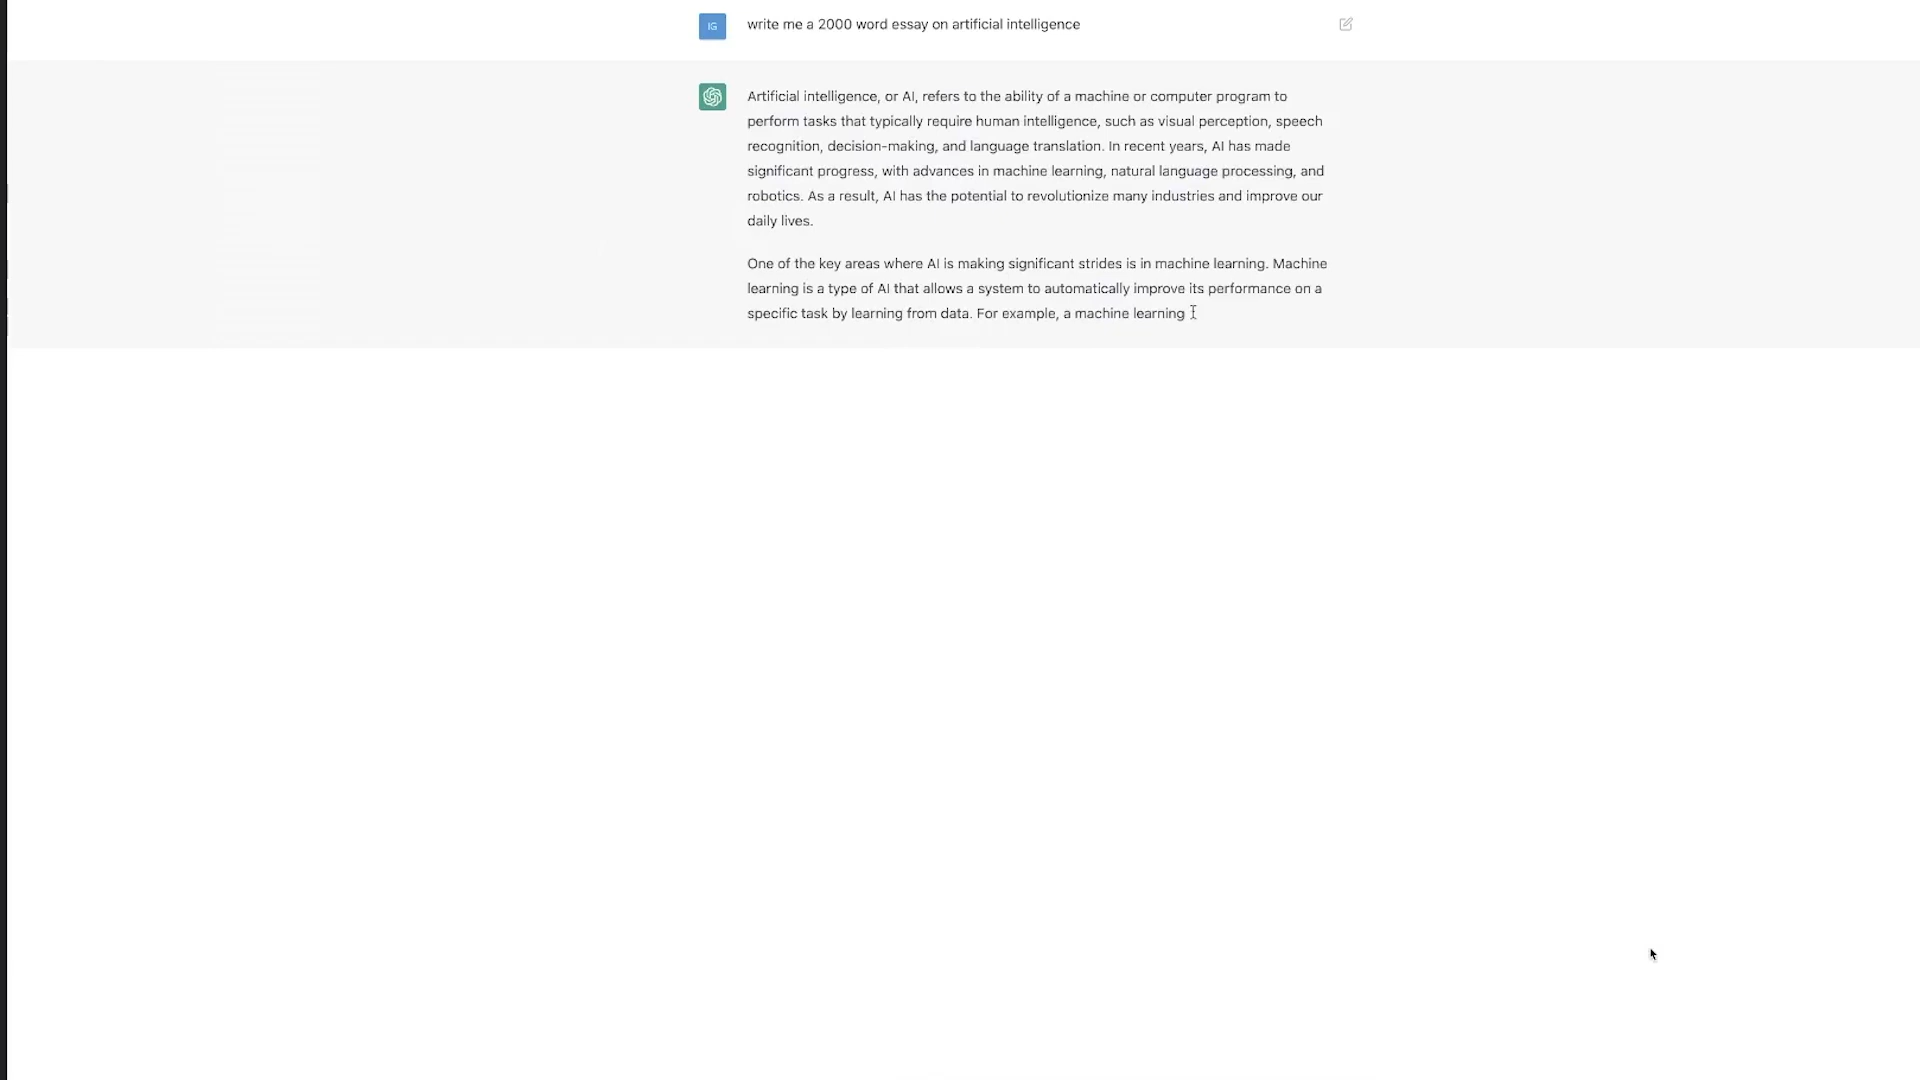 IG
write me a 2000 word essay on artificial intelligence
Artificial intelligence, or AI, refers to the ability of a machine or computer program to
perform tasks that typically require human intelligence, such as visual perception, speech
recognition, decision-making, and language translation. In recent years, AI has made
significant progress, with advances in machine learning, natural language processing, and
robotics. As a result, AI has the potential to revolutionize many industries and improve our
daily lives.
One of the key areas where AI is making significant strides is in machine learning. Machine
learning is a type of AI that allows a system to automatically improve its performance on a
specific task by learning from data. For example, a machine learning